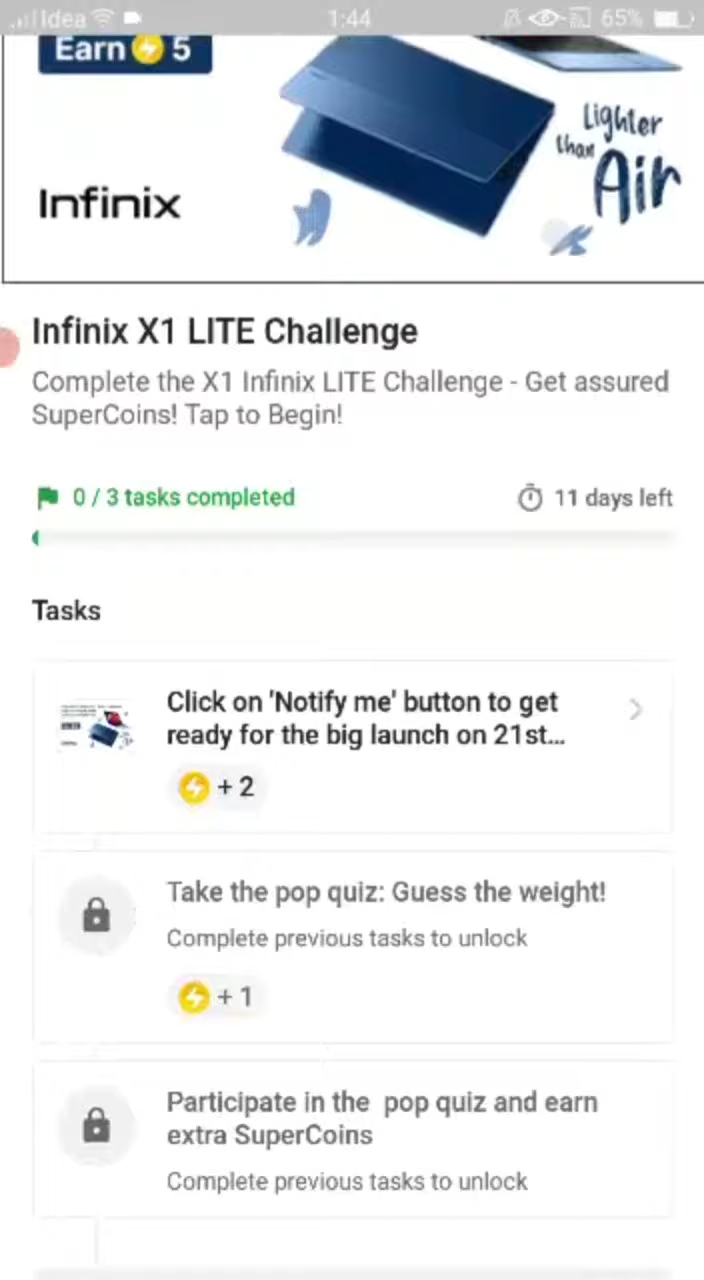 Idea 1:44 65%
Earn 5
Lighter
than
Air
Infinix
Infinix X1 LITE Challenge
Complete the X1 Infinix LITE Challenge - Get assured
SuperCoins! Tap to Begin!
0 / 3 tasks completed 11 days left
Tasks
Click on 'Notify me' button to get
ready for the big launch on 21st...
+ 2
Take the pop quiz: Guess the weight!
Complete previous tasks to unlock
+ 1
Participate in the pop quiz and earn
extra SuperCoins
Complete previous tasks to unlock